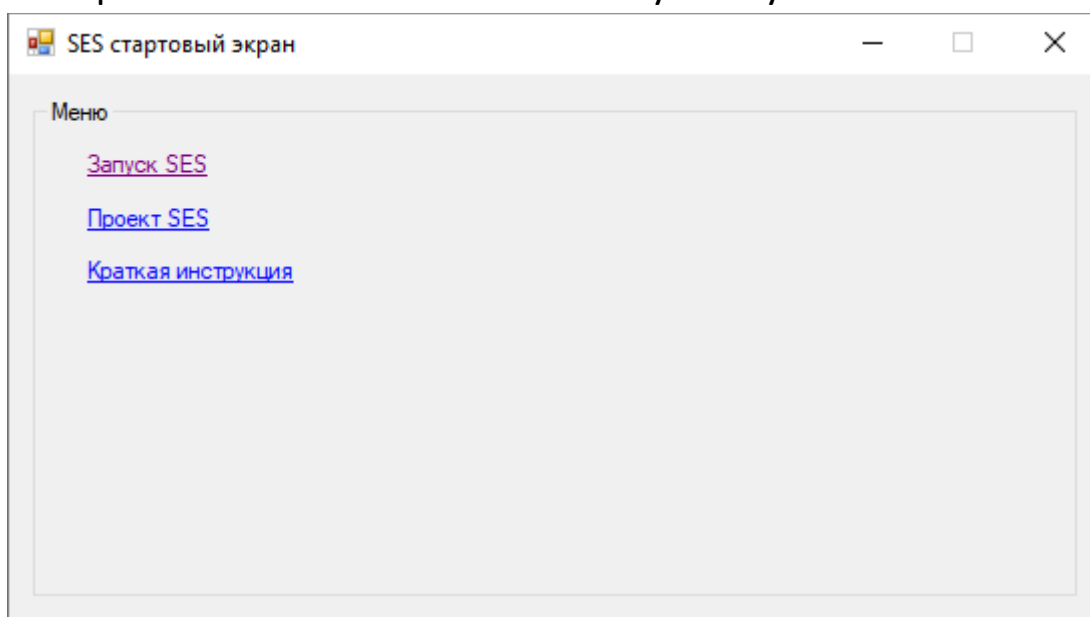 SES стартовый экран
Меню
Запуск SES
Проект SES
Краткая инструкция